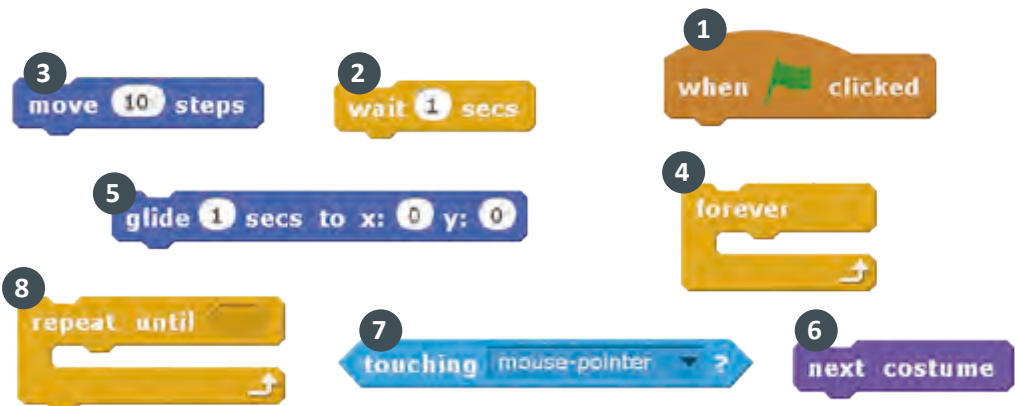 1
when clicked
3
move 10 steps
2
wait 1 secs
4
forever
5
glide 1 secs to x: 0 y: 0
8
repeat until
7
touching mouse-pointer ?
6
next costume